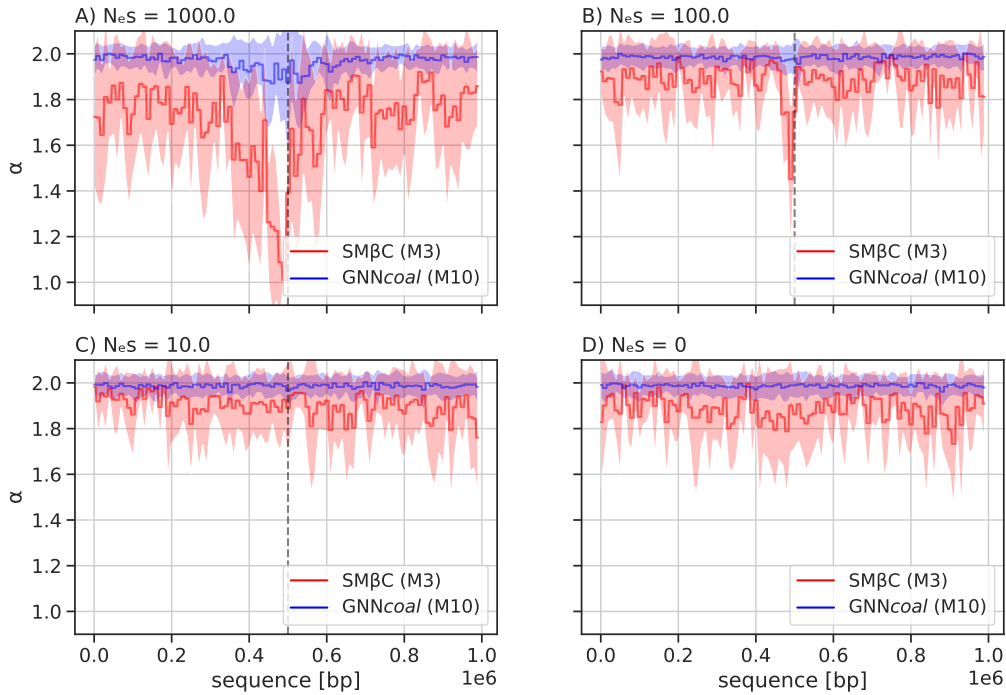 A) Nₑs = 1000.0
B) Nₑs = 100.0
2.0
1.8
1.6
1.4
1.2
1.0
α
SMβC (M3)
GNNcoal (M10)
SMβC (M3)
GNNcoal (M10)
C) Nₑs = 10.0
D) Nₑs = 0
2.0
1.8
1.6
1.4
1.2
1.0
α
SMβC (M3)
GNNcoal (M10)
SMβC (M3)
GNNcoal (M10)
0.0 0.2 0.4 0.6 0.8 1.0
0.0 0.2 0.4 0.6 0.8 1.0
sequence [bp] 1e6
sequence [bp] 1e6